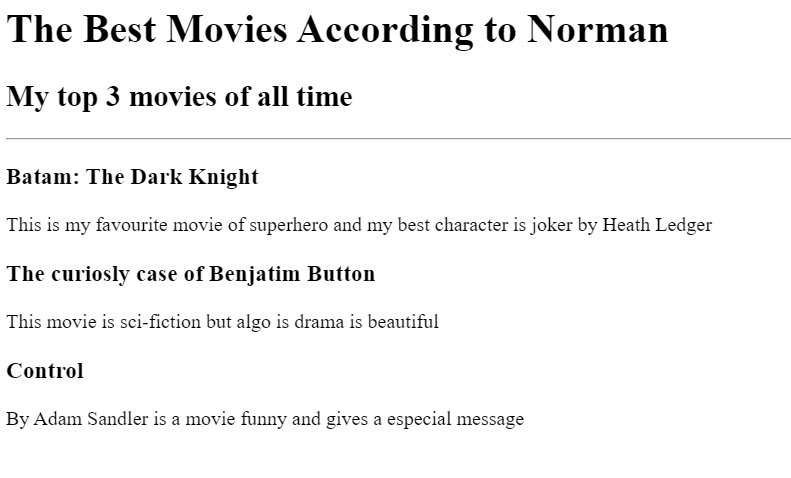 The Best Movies According to Norman
My top 3 movies of all time
Batam: The Dark Knight
This is my favourite movie of superhero and my best character is joker by Heath Ledger
The curiosly case of Benjatim Button
This movie is sci-fiction but algo is drama is beautiful
Control
By Adam Sandler is a movie funny and gives a especial message